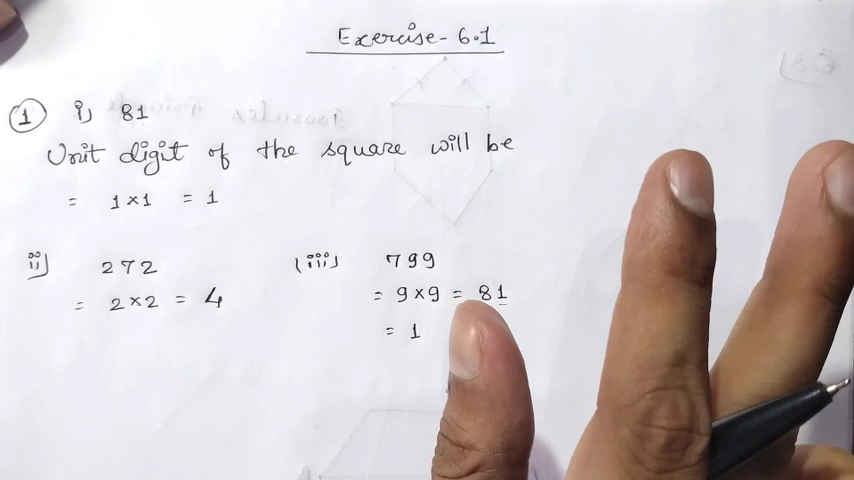 Exercise-6.1
1 i) 81
Unit digit of the square will be
= 1×1 = 1
ii) 272
= 2×2 = 4
(iii) 799
= 9×9 = 81
= 1